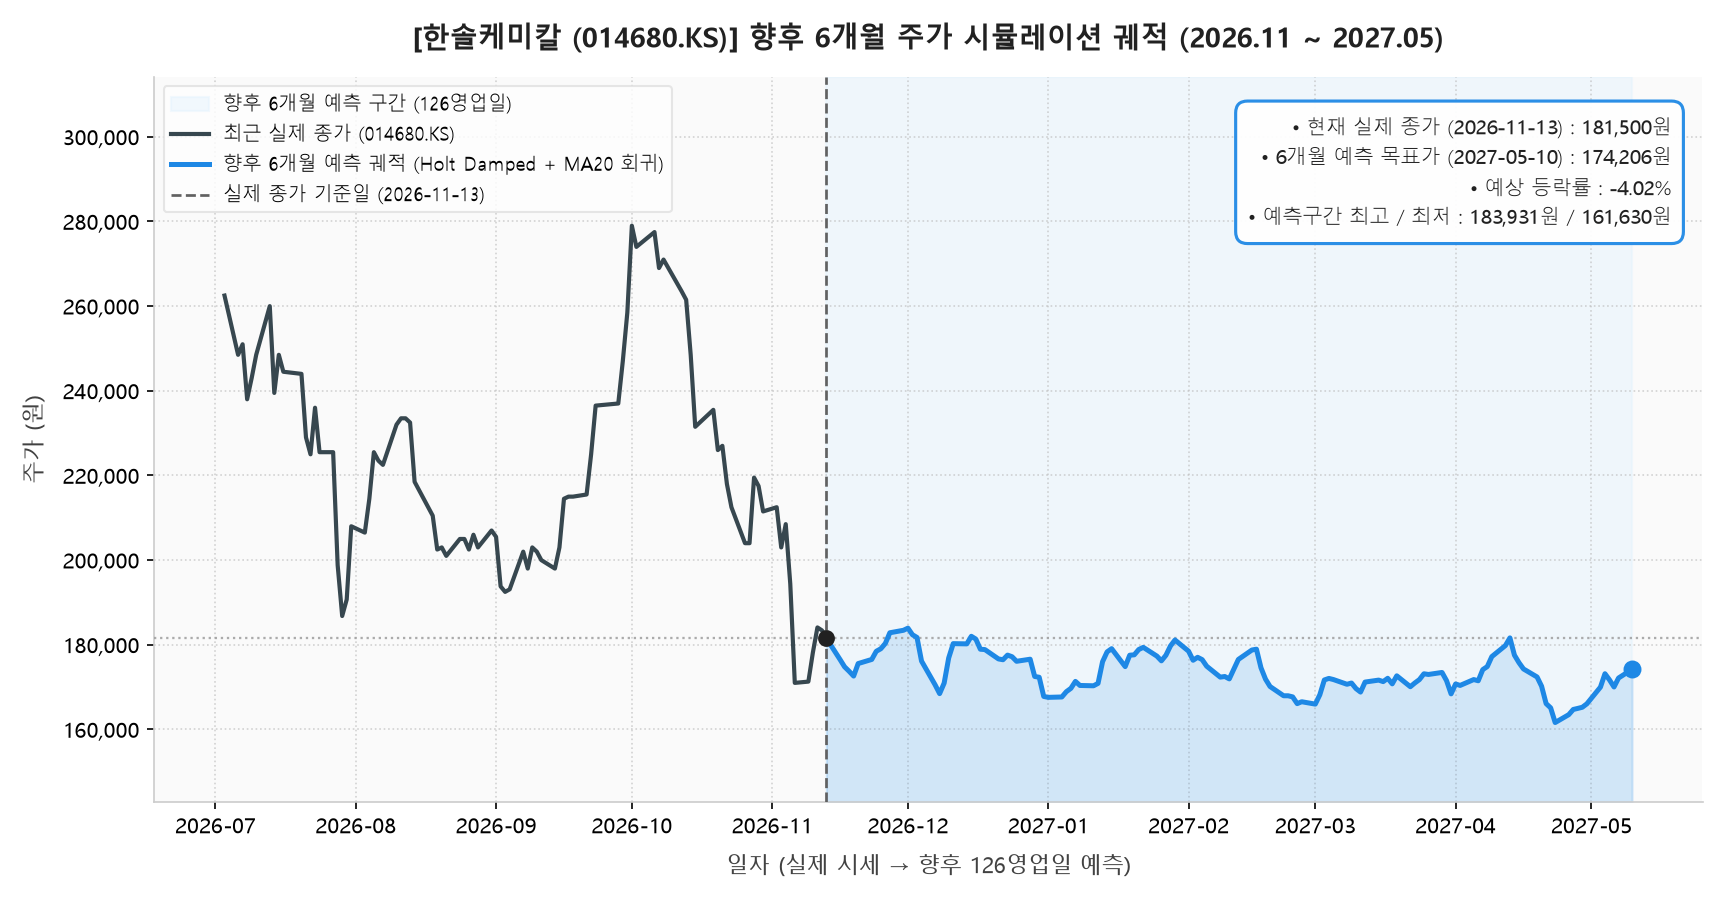 [한솔케미칼 (014680.KS)] 향후 6개월 주가 시뮬레이션 궤적 (2026.11 ~ 2027.05)
향후 6개월 예측 구간 (126영업일)
최근 실제 종가 (014680.KS)
향후 6개월 예측 궤적 (Holt Damped + MA20 회귀)
실제 종가 기준일 (2026-11-13)
• 현재 실제 종가 (2026-11-13) : 181,500원
• 6개월 예측 목표가 (2027-05-10) : 174,206원
• 예상 등락률 : -4.02%
• 예측구간 최고 / 최저 : 183,931원 / 161,630원
주가 (원)
300,000
280,000
260,000
240,000
220,000
200,000
180,000
160,000
2026-07
2026-08
2026-09
2026-10
2026-11
2026-12
2027-01
2027-02
2027-03
2027-04
2027-05
일자 (실제 시세 → 향후 126영업일 예측)